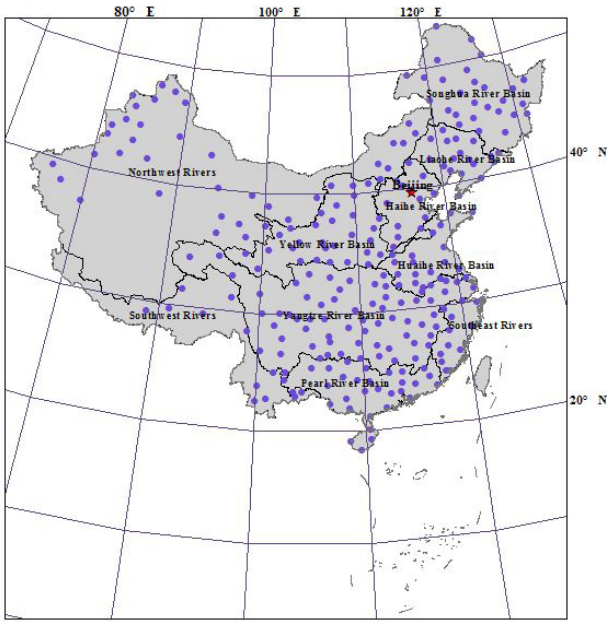 80° E
100° E
120° E
Songhua River Basin
40° N
Liaohe River Basin
Northwest Rivers
Beijing
Haihe River Basin
Yellow River Basin
Huaihe River Basin
Southwest Rivers
Yangtze River Basin
Southeast Rivers
Pearl River Basin
20° N